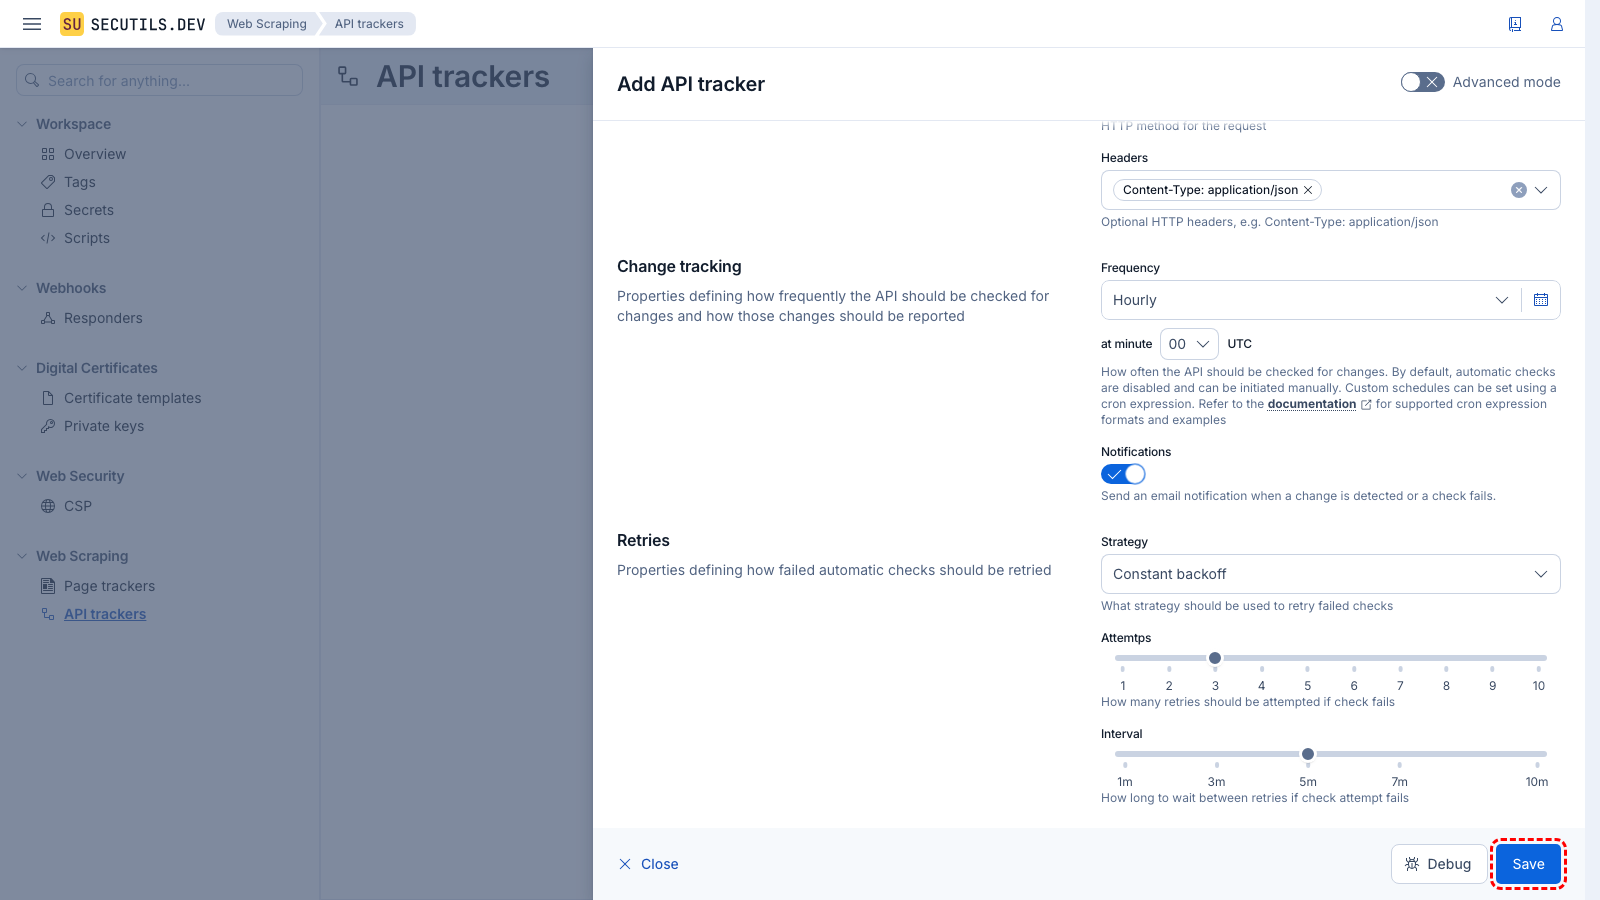 SU SECUTILS.DEV
Web Scraping
API trackers
Search for anything...
Workspace
Overview
Tags
Secrets
Scripts
Webhooks
Responders
Digital Certificates
Certificate templates
Private keys
Web Security
CSP
Web Scraping
Page trackers
API trackers
API trackers
Add API tracker
Advanced mode
HTTP method for the request
Headers
Content-Type: application/json
Optional HTTP headers, e.g. Content-Type: application/json
Change tracking
Properties defining how frequently the API should be checked for
changes and how those changes should be reported
Frequency
Hourly
at minute 00 UTC
How often the API should be checked for changes. By default, automatic checks
are disabled and can be initiated manually. Custom schedules can be set using a
cron expression. Refer to the documentation for supported cron expression
formats and examples
Notifications
Send an email notification when a change is detected or a check fails.
Retries
Properties defining how failed automatic checks should be retried
Strategy
Constant backoff
What strategy should be used to retry failed checks
Attemtps
1 2 3 4 5 6 7 8 9 10
How many retries should be attempted if check fails
Interval
1m 3m 5m 7m 10m
How long to wait between retries if check attempt fails
Close
Debug
Save